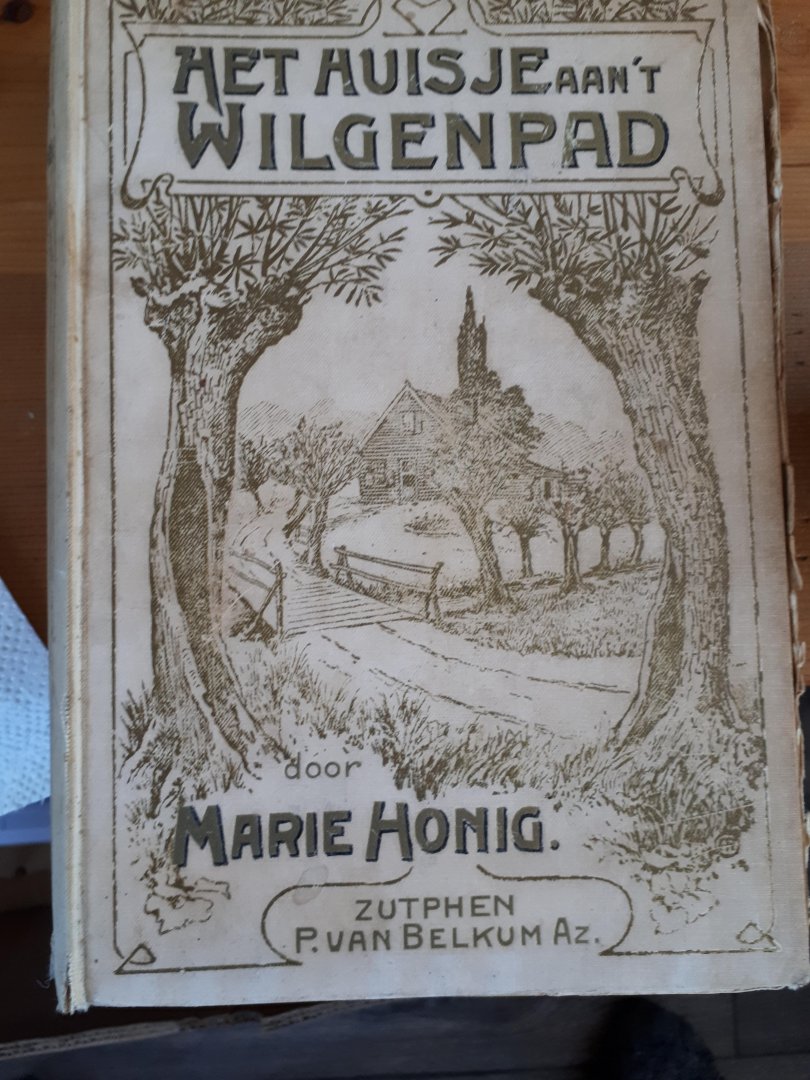 HET HUISJE AAN'T
WILGENPAD
door
MARIE HONIG.
ZUTPHEN
P. VAN BELKUM AZ.